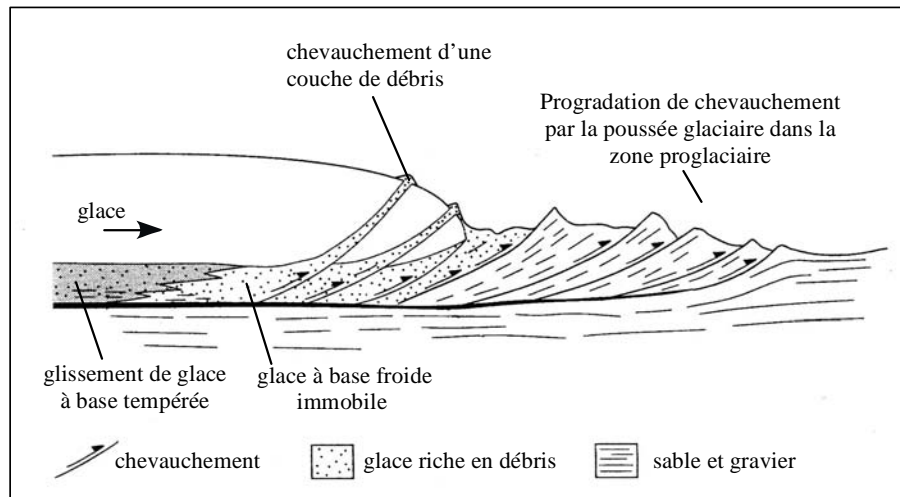 chevauchement d'une
couche de débris
Progradation de chevauchement
par la poussée glaciaire dans la
zone proglaciaire
glace
glissement de glace
à base tempérée
glace à base froide
immobile
chevauchement
glace riche en débris
sable et gravier